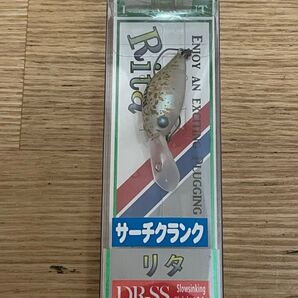 Rita
ENJOY AN EXCITING PLUGGING
サーチクランク
リタ
DR-SS
Slowsinking